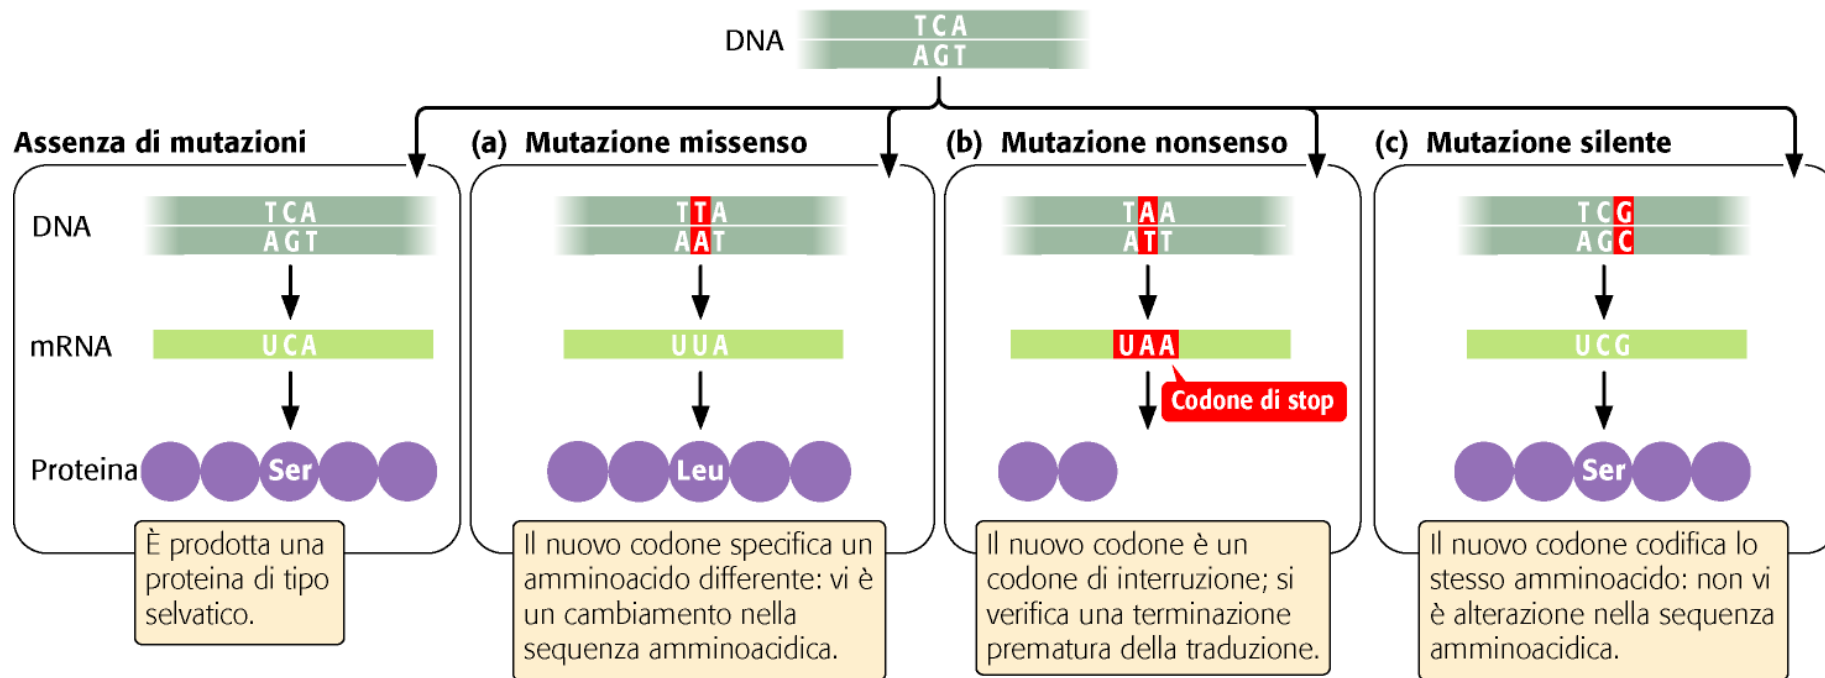 DNA
TCA
AGT
Assenza di mutazioni
DNA
TCA
AGT
mRNA
UCA
Proteina
Ser
È prodotta una
proteina di tipo
selvatico.
(a) Mutazione missenso
TTA
AAT
UUA
Leu
Il nuovo codone specifica un
amminoacido differente: vi è
un cambiamento nella
sequenza amminoacidica.
(b) Mutazione nonsenso
TAA
ATT
UAA
Codone di stop
Il nuovo codone è un
codone di interruzione; si
verifica una terminazione
prematura della traduzione.
(c) Mutazione silente
TCG
AGC
UCG
Ser
Il nuovo codone codifica lo
stesso amminoacido: non vi
è alterazione nella sequenza
amminoacidica.